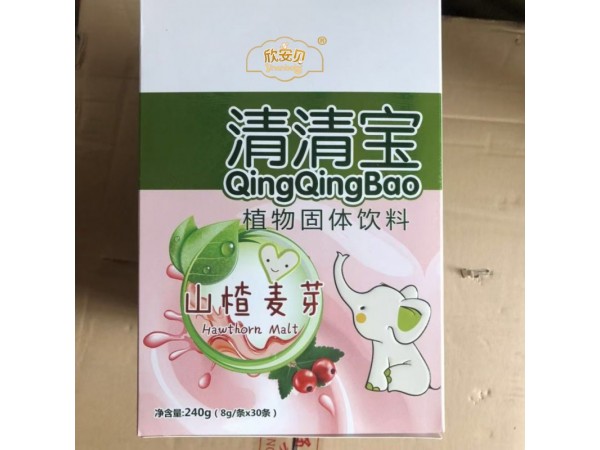 欣安贝®
清清宝
QingQingBao
植物固体饮料
山楂麦芽
Hawthorn Malt
净含量:240g（8g/条x30条）